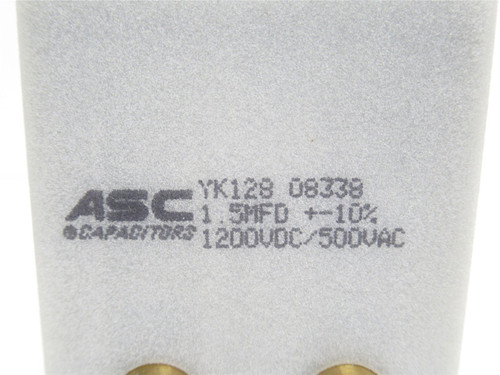 YK128 08338
ASC 1.5MFD +-10%
CAPACITORS 1200VDC/500VAC